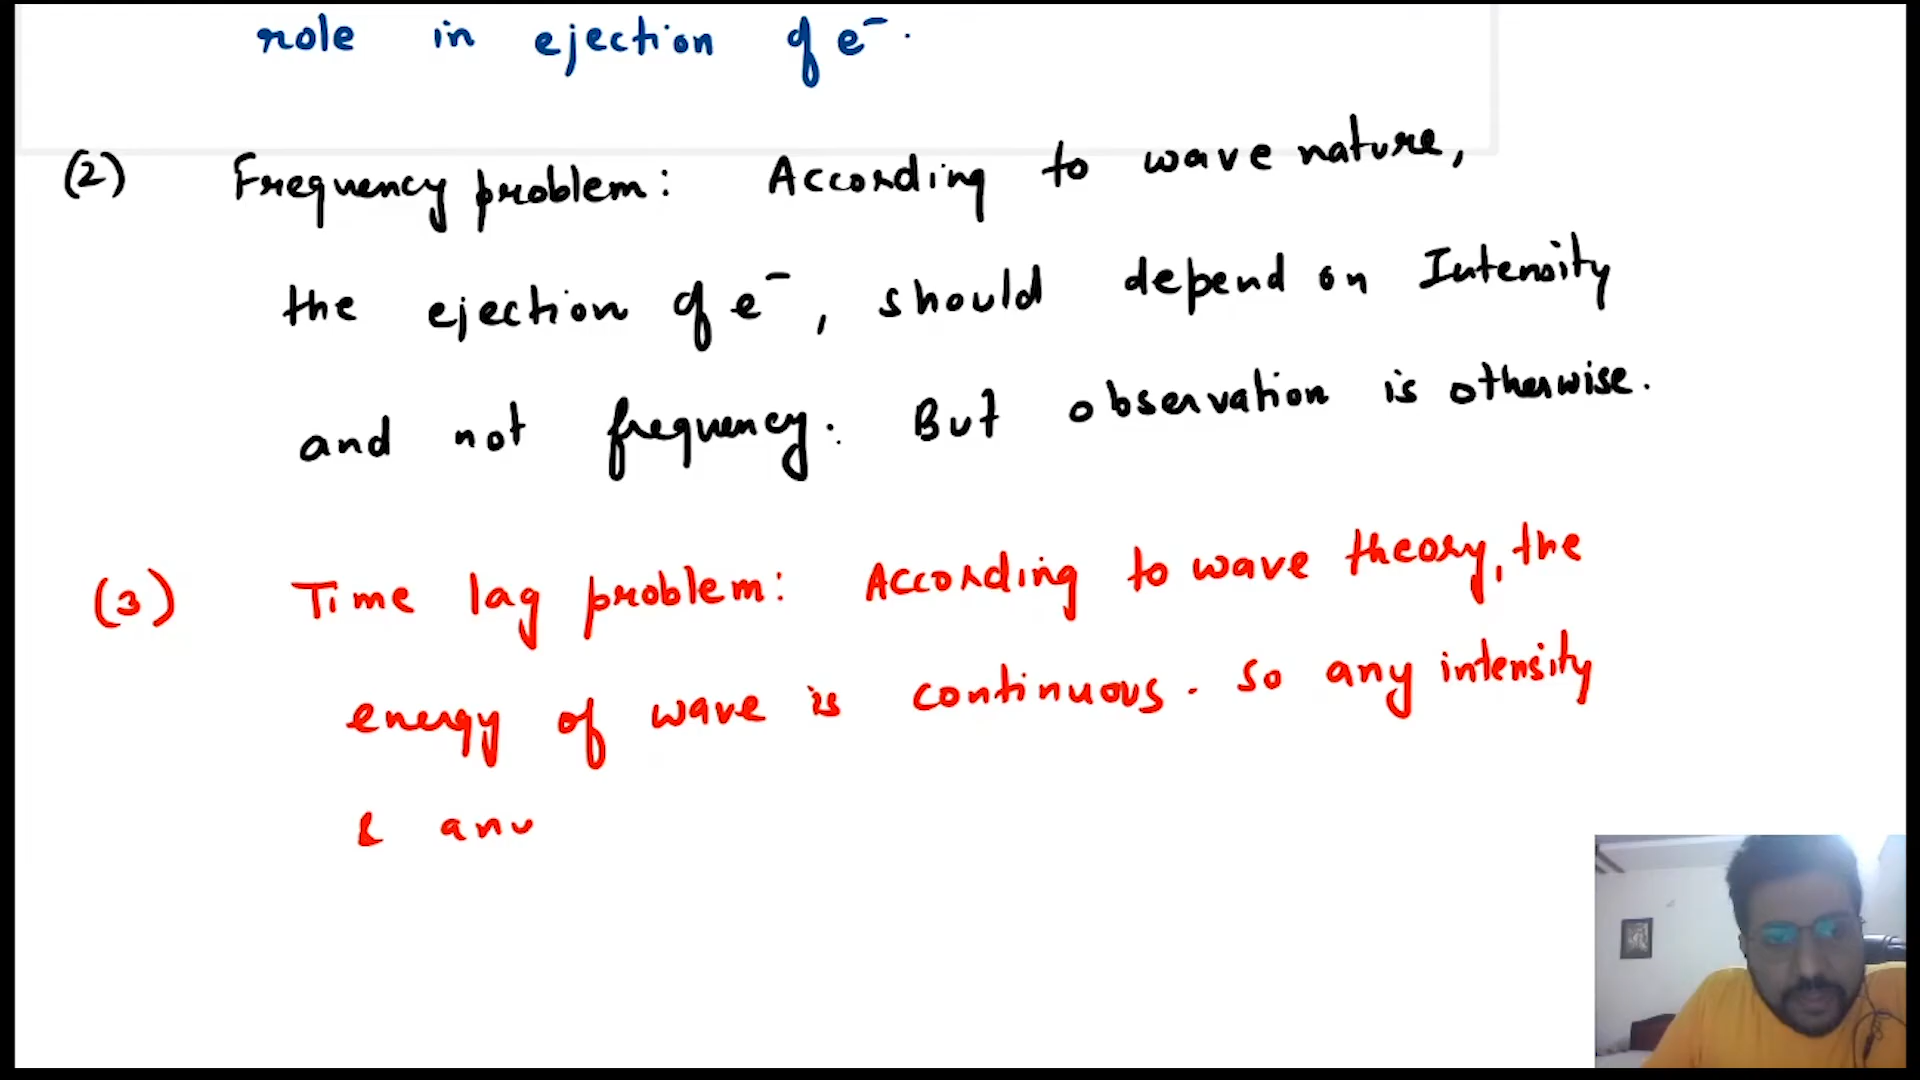 role in ejection of e⁻.
(2) Frequency problem: According to wave nature,
the ejection of e⁻, should depend on Intensity
and not frequency. But observation is otherwise.
(3) Time lag problem: According to wave theory, the
energy of wave is continuous. So any intensity
& any